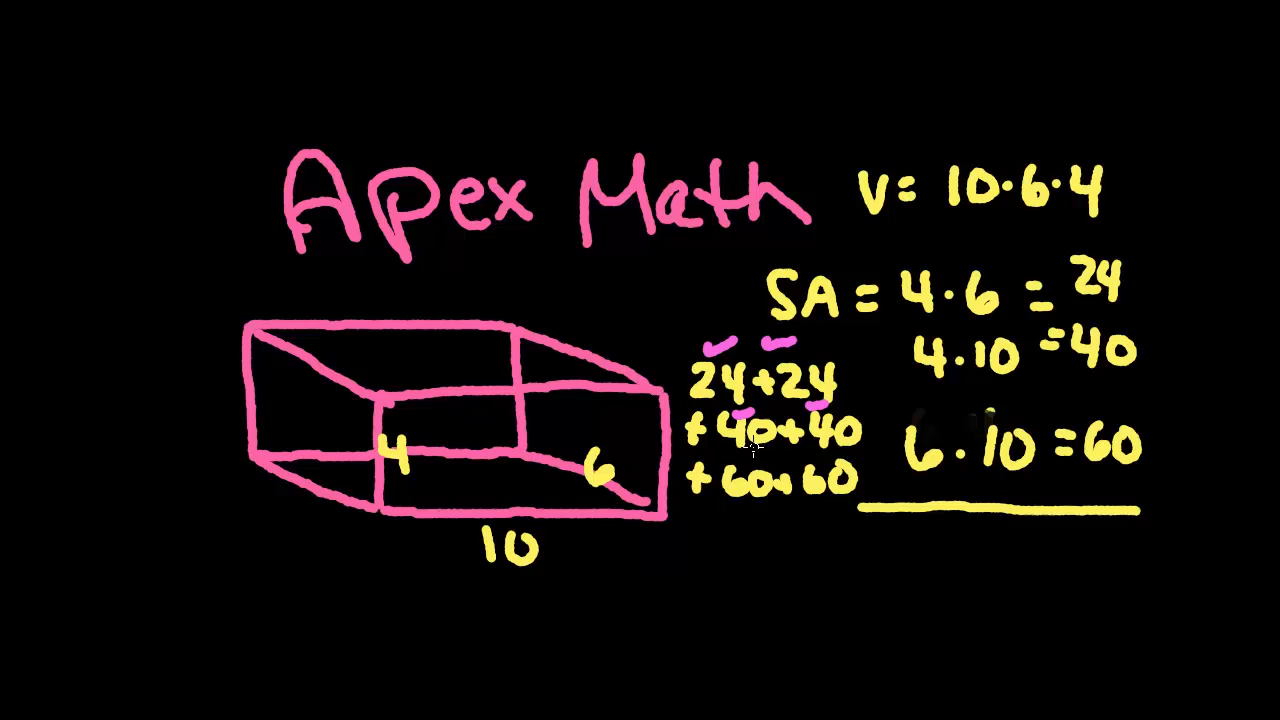 Apex Math
V= 10·6·4
SA = 4·6 = 24
4·10 =40
24+24
+40+40
6·10 =60
+60+60
4
6
10